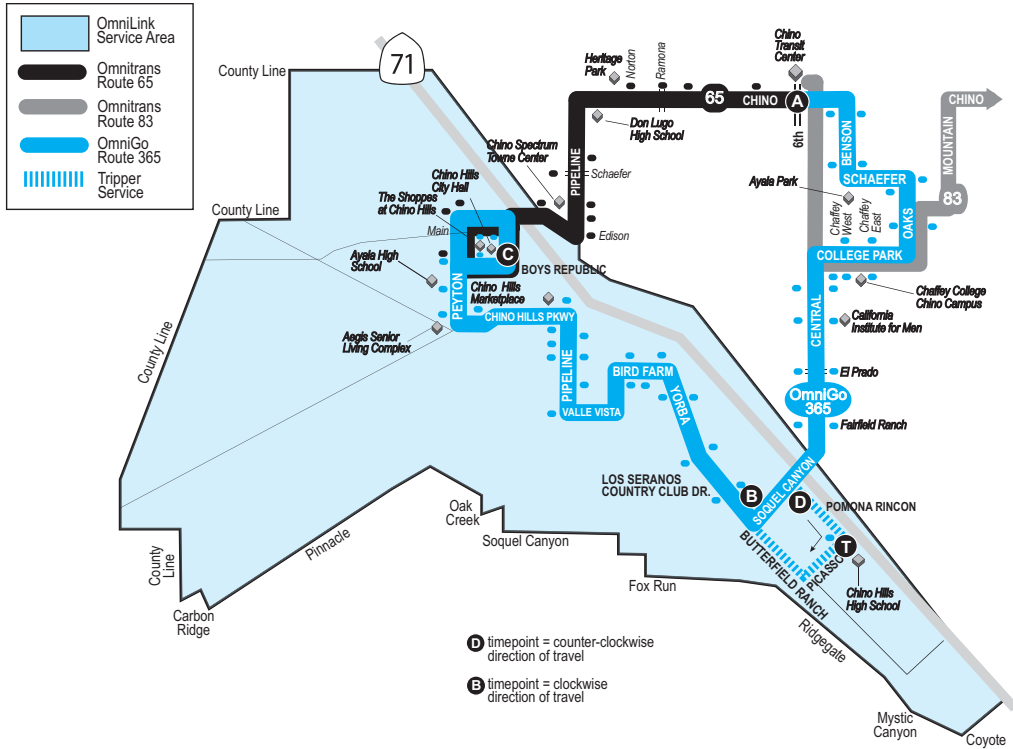 OmniLink
Service Area
Omnitrans
Route 65
Omnitrans
Route 83
OmniGo
Route 365
Tripper
Service
71
County Line
Heritage
Park
Norton
Ramona
Chino
Transit
Center
65
CHINO
A
6th
Don Lugo
High School
CHINO
MOUNTAIN
83
BENSON
SCHAEFER
Ayala Park
Chaffey
West
Chaffey
East
OAKS
COLLEGE PARK
Chino Spectrum
Towne Center
PIPELINE
Schaefer
Edison
Chino Hills
City Hall
The Shoppes
at Chino Hills
County Line
Main
C
BOYS REPUBLIC
Ayala High
School
PEYTON
Chino Hills
Marketplace
CHINO HILLS PKWY
Chaffey College
Chino Campus
California
Institute for Men
CENTRAL
Aegis Senior
Living Complex
County Line
PIPELINE
BIRD FARM
VALLE VISTA
YORBA
El Prado
OmniGo
365
Fairfield Ranch
LOS SERANOS
COUNTRY CLUB DR.
B
SOQUEL CANYON
D
POMONA RINCON
T
BUTTERFIELD RANCH
PICASSO
Chino Hills
High School
Oak
Creek
Soquel Canyon
Pinnacle
County
Line
Carbon
Ridge
Fox Run
Ridgegate
D timepoint = counter-clockwise
direction of travel
B timepoint = clockwise
direction of travel
Mystic
Canyon
Coyote